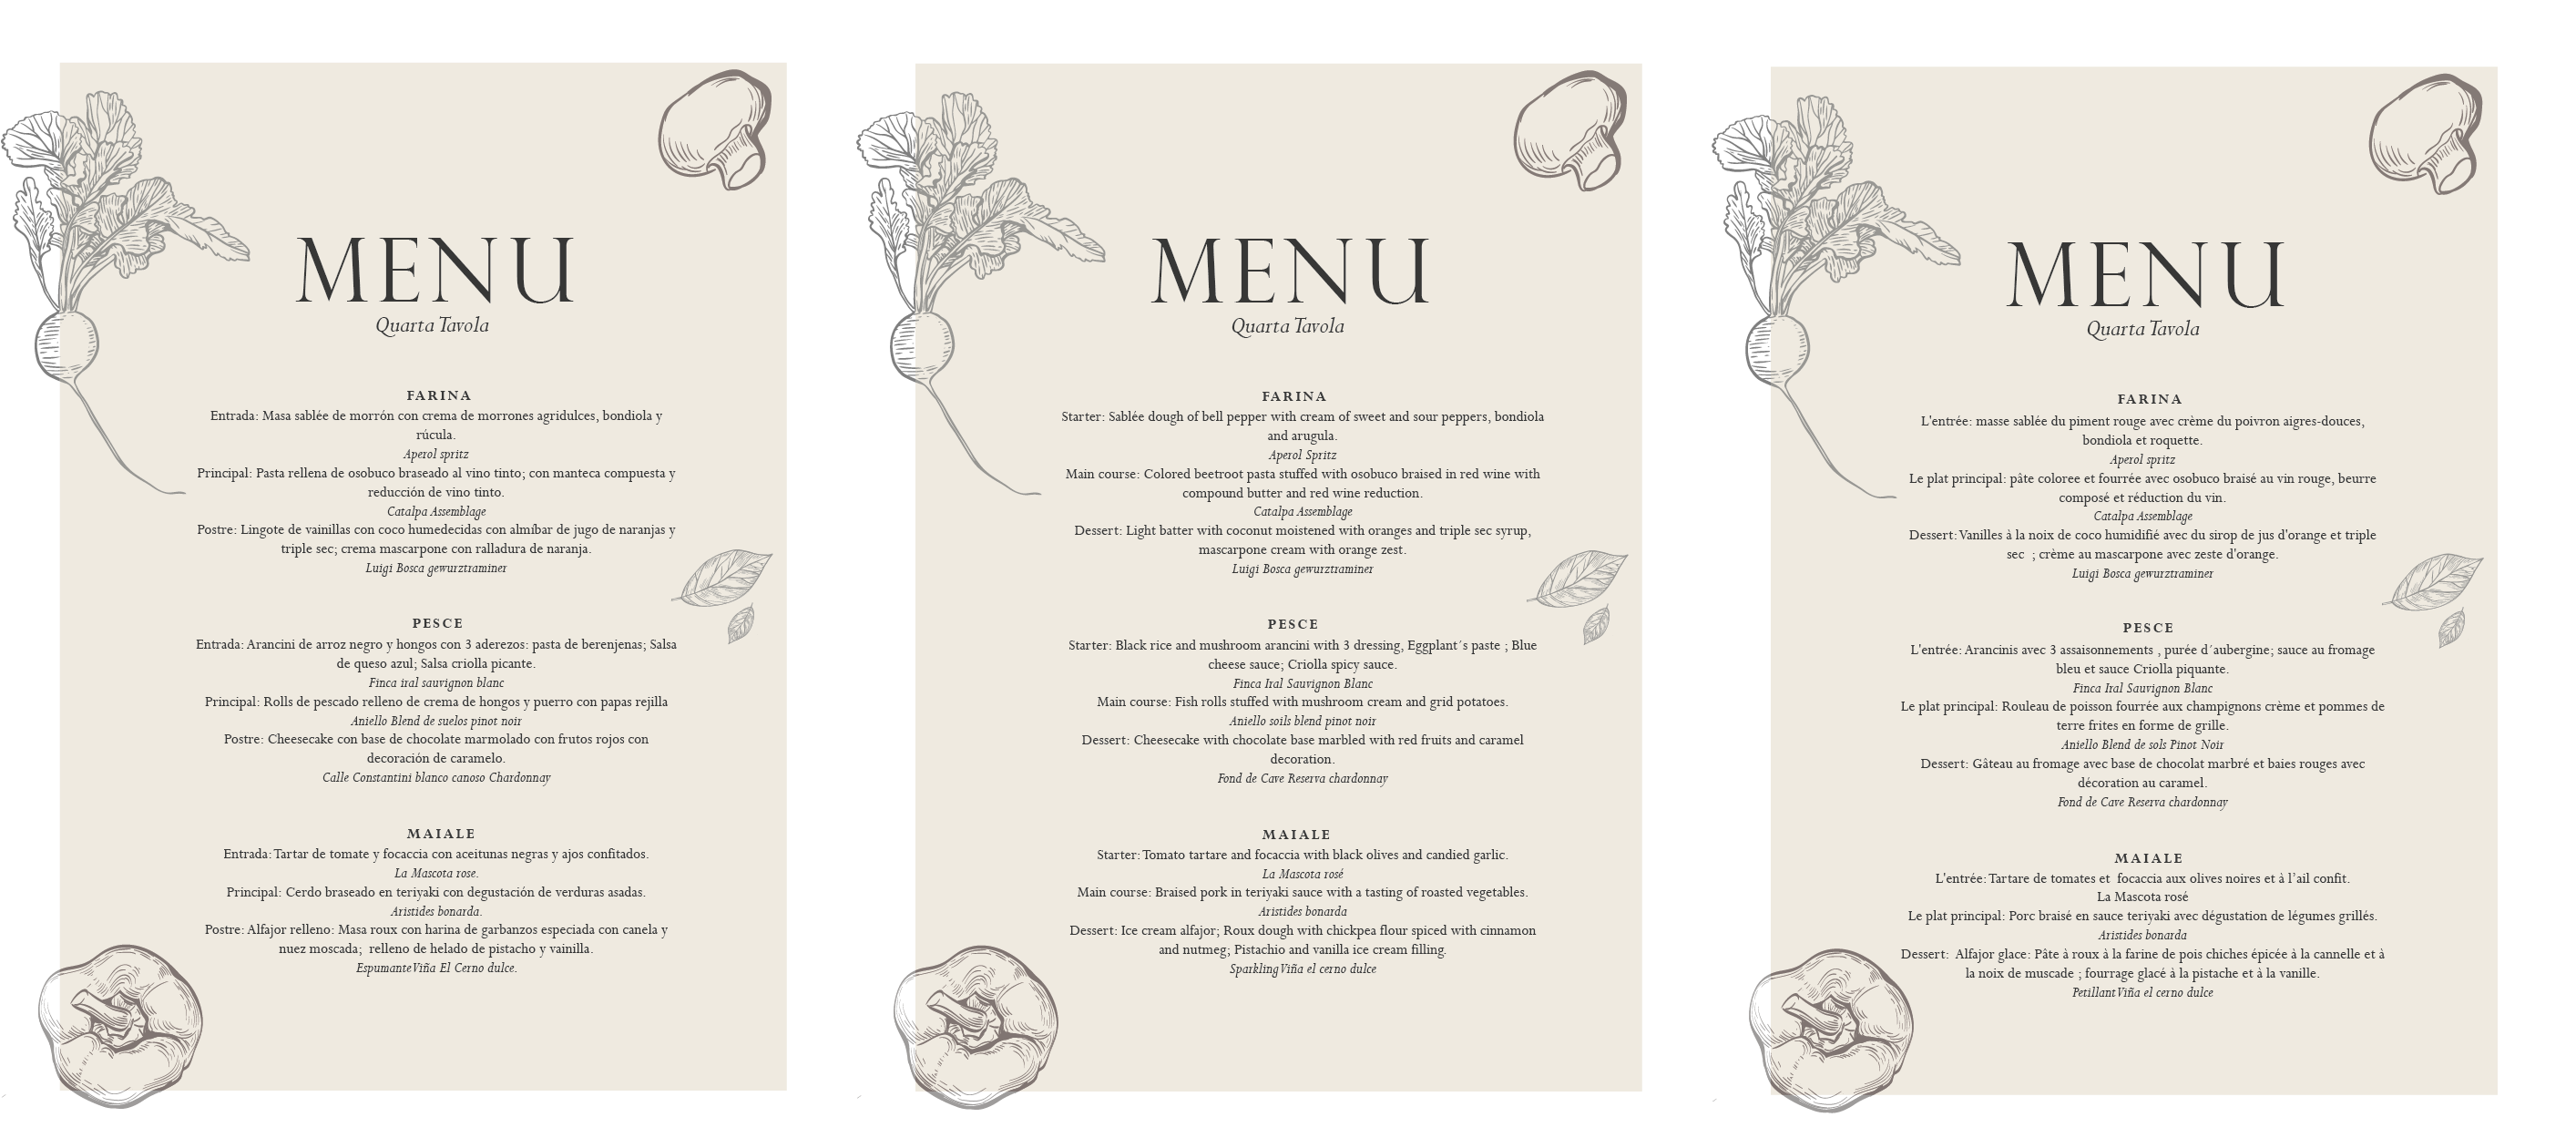 MENU
Quarta Tavola
FARINA
Entrada: Masa sablée de morrón con crema de morrones agridulces, bondiola y
rúcula.
Aperol spritz
Principal: Pasta rellena de osobuco braseado al vino tinto; con manteca compuesta y
reducción de vino tinto.
Catalpa Assemblage
Postre: Lingote de vainillas con coco humedecidas con almíbar de jugo de naranjas y
triple sec; crema mascarpone con ralladura de naranja.
Luigi Bosca gewurztraminer
PESCE
Entrada: Arancini de arroz negro y hongos con 3 aderezos: pasta de berenjenas; Salsa
de queso azul; Salsa criolla picante.
Finca iral sauvignon blanc
Principal: Rolls de pescado relleno de crema de hongos y puerro con papas rejilla
Aniello Blend de suelos pinot noir
Postre: Cheesecake con base de chocolate marmolado con frutos rojos con
decoración de caramelo.
Calle Constantini blanco canoso Chardonnay
MAIALE
Entrada: Tartar de tomate y focaccia con aceitunas negras y ajos confitados.
La Mascota rose.
Principal: Cerdo braseado en teriyaki con degustación de verduras asadas.
Aristides bonarda.
Postre: Alfajor relleno: Masa roux con harina de garbanzos especiada con canela y
nuez moscada;  relleno de helado de pistacho y vainilla.
Espumante Viña El Cerno dulce.
MENU
Quarta Tavola
FARINA
Starter: Sablée dough of bell pepper with cream of sweet and sour peppers, bondiola
and arugula.
Aperol Spritz
Main course: Colored beetroot pasta stuffed with osobuco braised in red wine with
compound butter and red wine reduction.
Catalpa Assemblage
Dessert: Light batter with coconut moistened with oranges and triple sec syrup,
mascarpone cream with orange zest.
Luigi Bosca gewurztraminer
PESCE
Starter: Black rice and mushroom arancini with 3 dressing, Eggplant´s paste ; Blue
cheese sauce; Criolla spicy sauce.
Finca Iral Sauvignon Blanc
Main course: Fish rolls stuffed with mushroom cream and grid potatoes.
Aniello soils blend pinot noir
Dessert: Cheesecake with chocolate base marbled with red fruits and caramel
decoration.
Fond de Cave Reserva chardonnay
MAIALE
Starter: Tomato tartare and focaccia with black olives and candied garlic.
La Mascota rosé
Main course: Braised pork in teriyaki sauce with a tasting of roasted vegetables.
Aristides bonarda
Dessert: Ice cream alfajor; Roux dough with chickpea flour spiced with cinnamon
and nutmeg; Pistachio and vanilla ice cream filling.
Sparkling Viña el cerno dulce
MENU
Quarta Tavola
FARINA
L'entrée: masse sablée du piment rouge avec crème du poivron aigres-douces,
bondiola et roquette.
Aperol spritz
Le plat principal: pâte coloree et fourrée avec osobuco braisé au vin rouge, beurre
composé et réduction du vin.
Catalpa Assemblage
Dessert: Vanilles à la noix de coco humidifié avec du sirop de jus d'orange et triple
sec  ; crème au mascarpone avec zeste d'orange.
Luigi Bosca gewurztraminer
PESCE
L'entrée: Arancinis avec 3 assaisonnements , purée d´aubergine; sauce au fromage
bleu et sauce Criolla piquante.
Finca Iral Sauvignon Blanc
Le plat principal: Rouleau de poisson fourrée aux champignons crème et pommes de
terre frites en forme de grille.
Aniello Blend de sols Pinot Noir
Dessert: Gâteau au fromage avec base de chocolat marbré et baies rouges avec
décoration au caramel.
Fond de Cave Reserva chardonnay
MAIALE
L'entrée: Tartare de tomates et  focaccia aux olives noires et à l’ail confit.
La Mascota rosé
Le plat principal: Porc braisé en sauce teriyaki avec dégustation de légumes grillés.
Aristides bonarda
Dessert:  Alfajor glace: Pâte à roux à la farine de pois chiches épicée à la cannelle et à
la noix de muscade ; fourrage glacé à la pistache et à la vanille.
Petillant Viña el cerno dulce